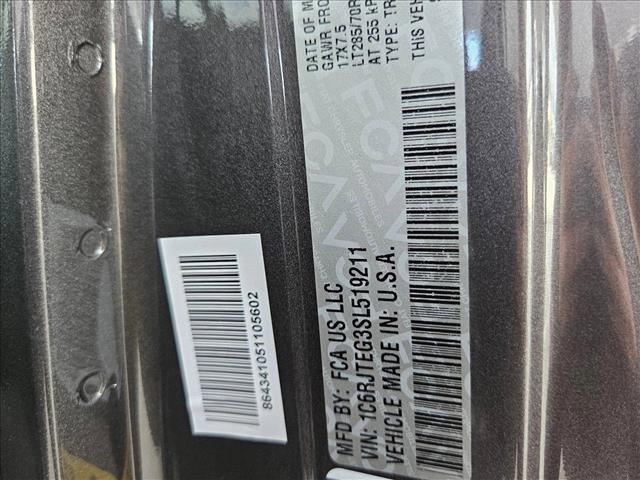 MFD BY: FCA US LLC
VIN: 1C6RJTEG3SL519211
VEHICLE MADE IN: U.S.A.
DATE OF M
GAWR FRO
17X7.5
LT285/70R
AT 255 kP
TYPE: TR
THIS VEH
VEHICL
864341051105602